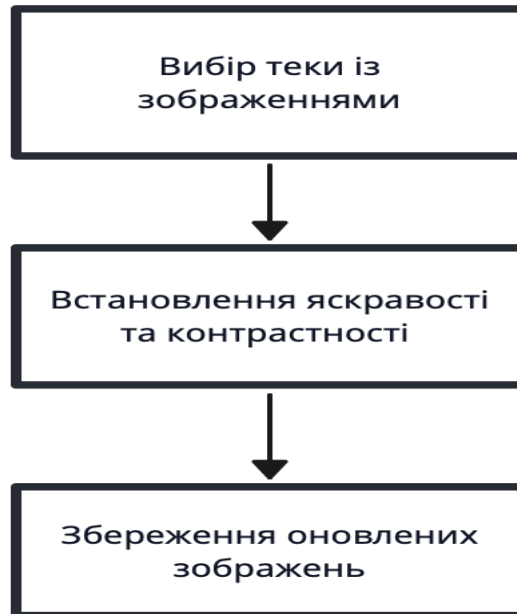 Вибір теки із
зображеннями
Встановлення яскравості
та контрастності
Збереження оновлених
зображень